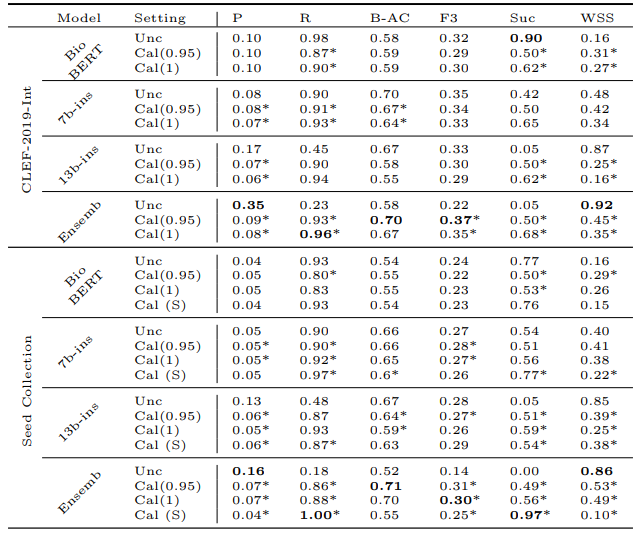 Model Setting P R B-AC F3 Suc WSS
CLEF-2019-Int
Bio BERT
Unc 0.10 0.98 0.58 0.32 0.90 0.16
Cal(0.95) 0.10 0.87* 0.59 0.29 0.50* 0.31*
Cal(1) 0.10 0.90* 0.59 0.30 0.62* 0.27*
7b-ins
Unc 0.08 0.90 0.70 0.35 0.42 0.48
Cal(0.95) 0.08* 0.91* 0.67* 0.34 0.50 0.42
Cal(1) 0.07* 0.93* 0.64* 0.33 0.65 0.34
13b-ins
Unc 0.17 0.45 0.67 0.33 0.05 0.87
Cal(0.95) 0.07* 0.90 0.58 0.30 0.50* 0.25*
Cal(1) 0.06* 0.94 0.55 0.29 0.62* 0.16*
Ensemb
Unc 0.35 0.23 0.58 0.22 0.05 0.92
Cal(0.95) 0.09* 0.93* 0.70 0.37* 0.50* 0.45*
Cal(1) 0.08* 0.96* 0.67 0.35* 0.68* 0.35*
Seed Collection
Bio BERT
Unc 0.04 0.93 0.54 0.24 0.77 0.16
Cal(0.95) 0.05 0.80* 0.55 0.22 0.50* 0.29*
Cal(1) 0.05 0.83 0.55 0.23 0.53* 0.26
Cal (S) 0.04 0.93 0.54 0.24 0.76 0.15
7b-ins
Unc 0.05 0.90 0.66 0.27 0.54 0.40
Cal(0.95) 0.05* 0.90* 0.66 0.28* 0.51 0.41
Cal(1) 0.05* 0.92* 0.65 0.27* 0.56 0.38
Cal (S) 0.05 0.97* 0.6* 0.26 0.77* 0.22*
13b-ins
Unc 0.13 0.48 0.67 0.28 0.05 0.85
Cal(0.95) 0.06* 0.87 0.64* 0.27* 0.51* 0.39*
Cal(1) 0.05* 0.93 0.59* 0.26 0.59* 0.25*
Cal (S) 0.06* 0.87* 0.63 0.29 0.54* 0.38*
Ensemb
Unc 0.16 0.18 0.52 0.14 0.00 0.86
Cal(0.95) 0.07* 0.86* 0.71 0.31* 0.49* 0.53*
Cal(1) 0.07* 0.88* 0.70 0.30* 0.56* 0.49*
Cal (S) 0.04* 1.00* 0.55 0.25* 0.97* 0.10*